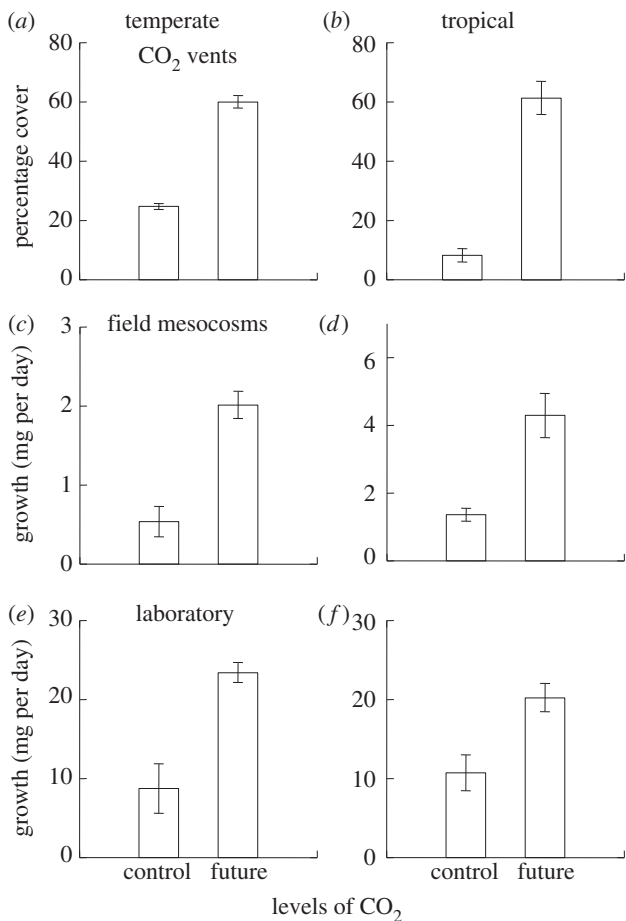 (a) temperate (b) tropical
CO2 vents
percentage cover
80
60
40
20
0
80
60
40
20
0
(c) field mesocosms (d)
growth (mg per day)
3
2
1
0
6
4
2
0
(e) laboratory (f)
growth (mg per day)
30
20
10
0
30
20
10
0
control future control future
levels of CO2